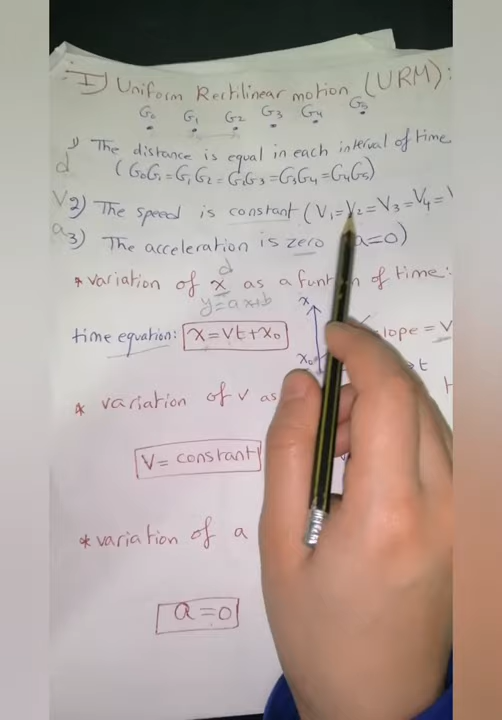 I Uniform Rectilinear motion (URM):
G₀ G₁ G₂ G₃ G₄ G₅
1) The distance is equal in each interval of time
d
(G₀G₁ = G₁G₂ = G₂G₃ = G₃G₄ = G₄G₅)
V 2) The speed is constant (V₁ = V₂ = V₃ = V₄ =
a 3) The acceleration is zero a=0)
d
* variation of x as a funtion of time:
y = ax+b
x
time equation: x = Vt + x₀
slope = V
x₀
t
* variation of v as
V = constant
* variation of a
a = 0